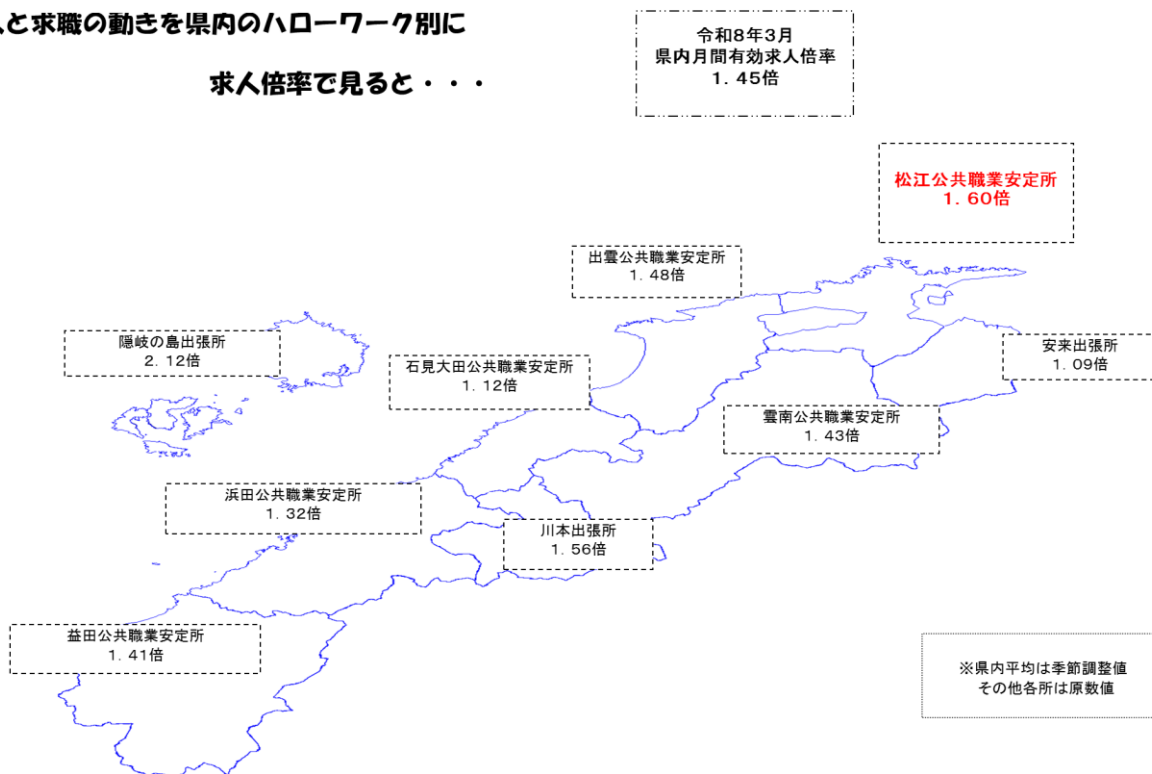 と求職の動きを県内のハローワーク別に
求人倍率で見ると・・・
令和8年3月
県内月間有効求人倍率
1.45倍
松江公共職業安定所
1.60倍
出雲公共職業安定所
1.48倍
隠岐の島出張所
2.12倍
石見大田公共職業安定所
1.12倍
安来出張所
1.09倍
雲南公共職業安定所
1.43倍
浜田公共職業安定所
1.32倍
川本出張所
1.56倍
益田公共職業安定所
1.41倍
※県内平均は季節調整値
その他各所は原数値